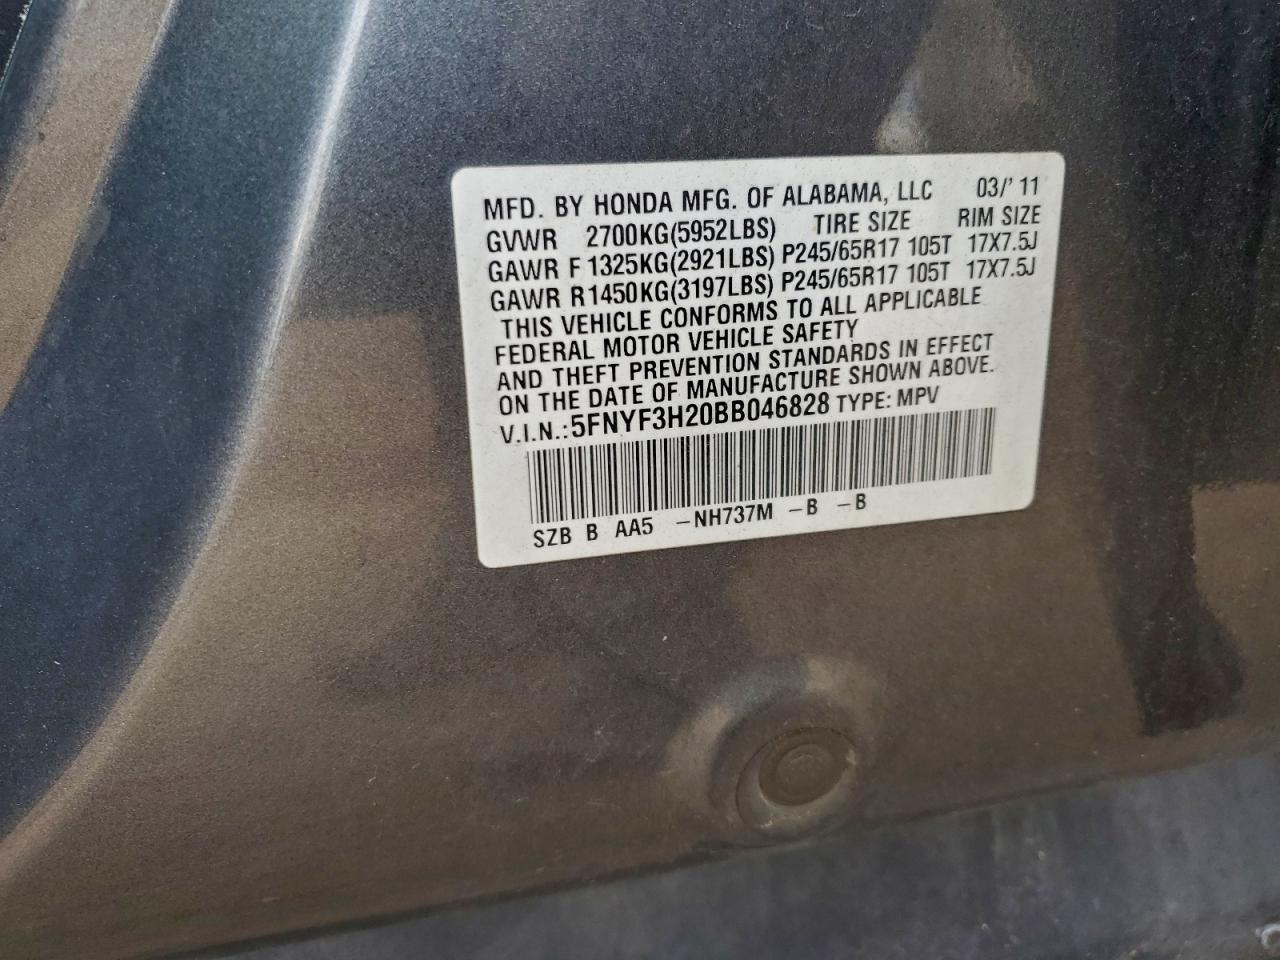 MFD. BY HONDA MFG. OF ALABAMA, LLC 03/' 11
GVWR 2700KG(5952LBS) TIRE SIZE RIM SIZE
GAWR F 1325KG(2921LBS) P245/65R17 105T 17X7.5J
GAWR R1450KG(3197LBS) P245/65R17 105T 17X7.5J
THIS VEHICLE CONFORMS TO ALL APPLICABLE
FEDERAL MOTOR VEHICLE SAFETY
AND THEFT PREVENTION STANDARDS IN EFFECT
ON THE DATE OF MANUFACTURE SHOWN ABOVE.
V.I.N.:5FNYF3H20BB046828 TYPE: MPV
SZB B AA5 -NH737M -B -B